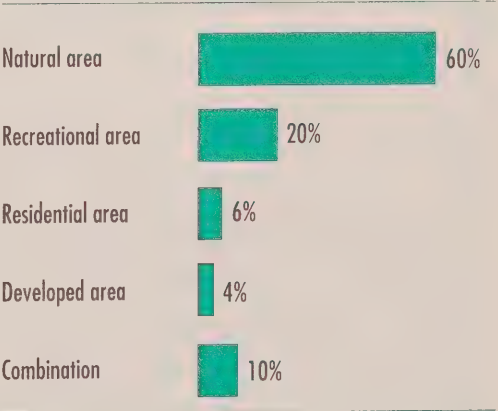 Natural area 60%
Recreational area 20%
Residential area 6%
Developed area 4%
Combination 10%